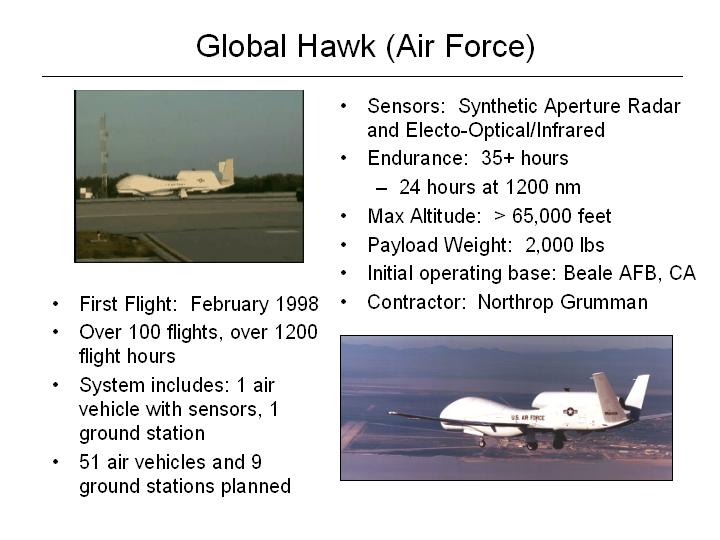 Global Hawk (Air Force)
• First Flight:  February 1998
• Over 100 flights, over 1200
flight hours
• System includes: 1 air
vehicle with sensors, 1
ground station
• 51 air vehicles and 9
ground stations planned
• Sensors:  Synthetic Aperture Radar
and Electo-Optical/Infrared
• Endurance:  35+ hours
– 24 hours at 1200 nm
• Max Altitude:  > 65,000 feet
• Payload Weight:  2,000 lbs
• Initial operating base: Beale AFB, CA
• Contractor:  Northrop Grumman
U.S. AIR FORCE